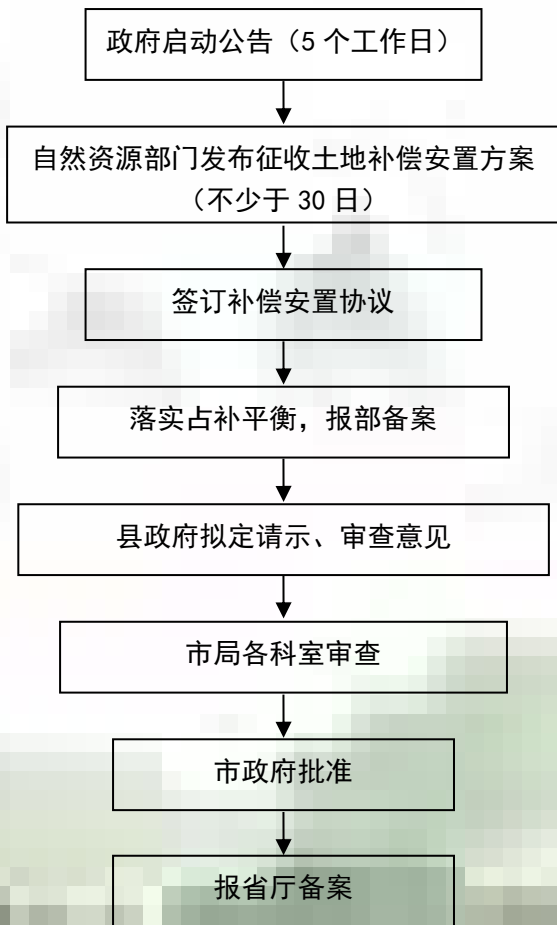 政府启动公告（5 个工作日）
自然资源部门发布征收土地补偿安置方案
（不少于 30 日）
签订补偿安置协议
落实占补平衡，报部备案
县政府拟定请示、审查意见
市局各科室审查
市政府批准
报省厅备案